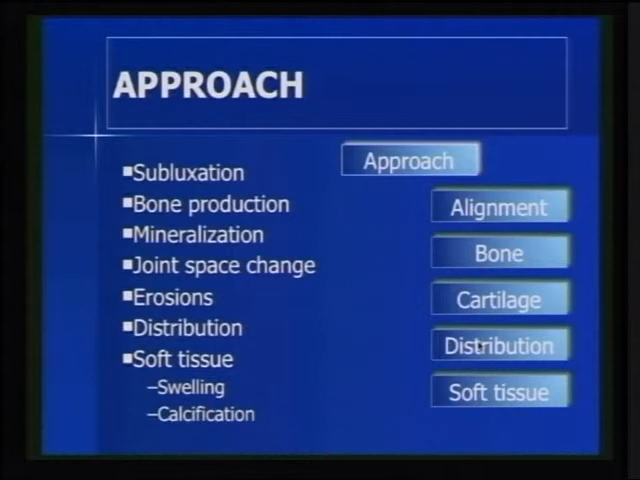 APPROACH
▪Subluxation
▪Bone production
▪Mineralization
▪Joint space change
▪Erosions
▪Distribution
▪Soft tissue
–Swelling
–Calcification
Approach
Alignment
Bone
Cartilage
Distribution
Soft tissue